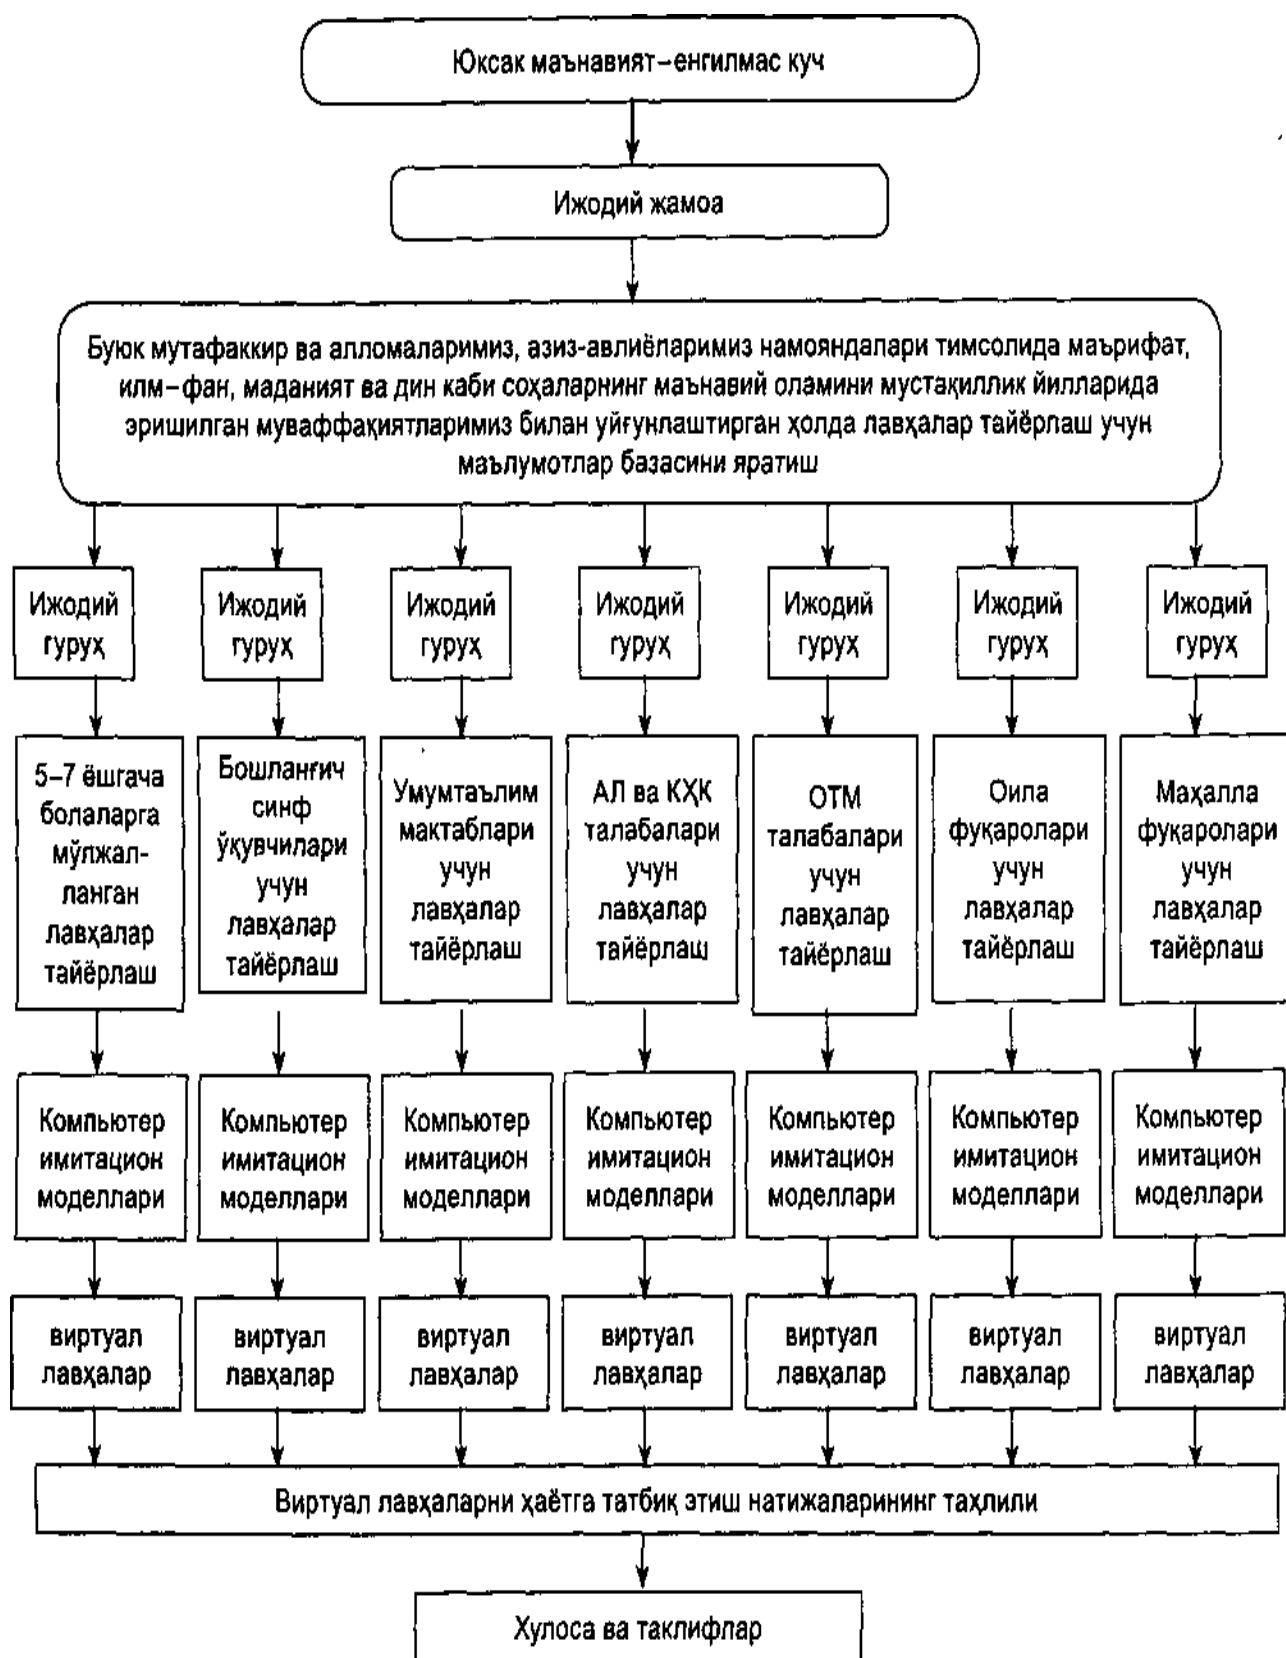 Юксак маънавият–енгилмас куч
Ижодий жамоа
Буюк мутафаккир ва алломаларимиз, азиз-авлиёларимиз намояндалари тимсолида маърифат,
илм–фан, маданият ва дин каби соҳаларнинг маънавий оламини мустақиллик йилларида
эришилган муваффақиятларимиз билан уйғунлаштирган ҳолда лавҳалар тайёрлаш учун
маълумотлар базасини яратиш
Ижодий
гуруҳ
Ижодий
гуруҳ
Ижодий
гуруҳ
Ижодий
гуруҳ
Ижодий
гуруҳ
Ижодий
гуруҳ
Ижодий
гуруҳ
5–7 ёшгача
болаларга
мўлжал-
ланган
лавҳалар
тайёрлаш
Бошланғич
синф
ўқувчилари
учун
лавҳалар
тайёрлаш
Умумтаълим
мактаблари
учун
лавҳалар
тайёрлаш
АЛ ва КҲК
талабалари
учун
лавҳалар
тайёрлаш
ОТМ
талабалари
учун
лавҳалар
тайёрлаш
Оила
фуқаролари
учун
лавҳалар
тайёрлаш
Маҳалла
фуқаролари
учун
лавҳалар
тайёрлаш
Компьютер
имитацион
моделлари
Компьютер
имитацион
моделлари
Компьютер
имитацион
моделлари
Компьютер
имитацион
моделлари
Компьютер
имитацион
моделлари
Компьютер
имитацион
моделлари
Компьютер
имитацион
моделлари
виртуал
лавҳалар
виртуал
лавҳалар
виртуал
лавҳалар
виртуал
лавҳалар
виртуал
лавҳалар
виртуал
лавҳалар
виртуал
лавҳалар
Виртуал лавҳаларни ҳаётга татбиқ этиш натижаларининг таҳлили
Хулоса ва таклифлар